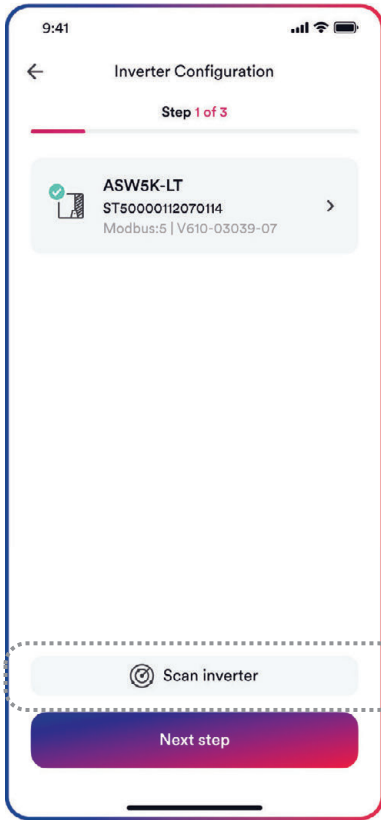 9:41
Inverter Configuration
Step 1 of 3
ASW5K-LT
ST50000112070114
Modbus:5 | V610-03039-07
Scan inverter
Next step